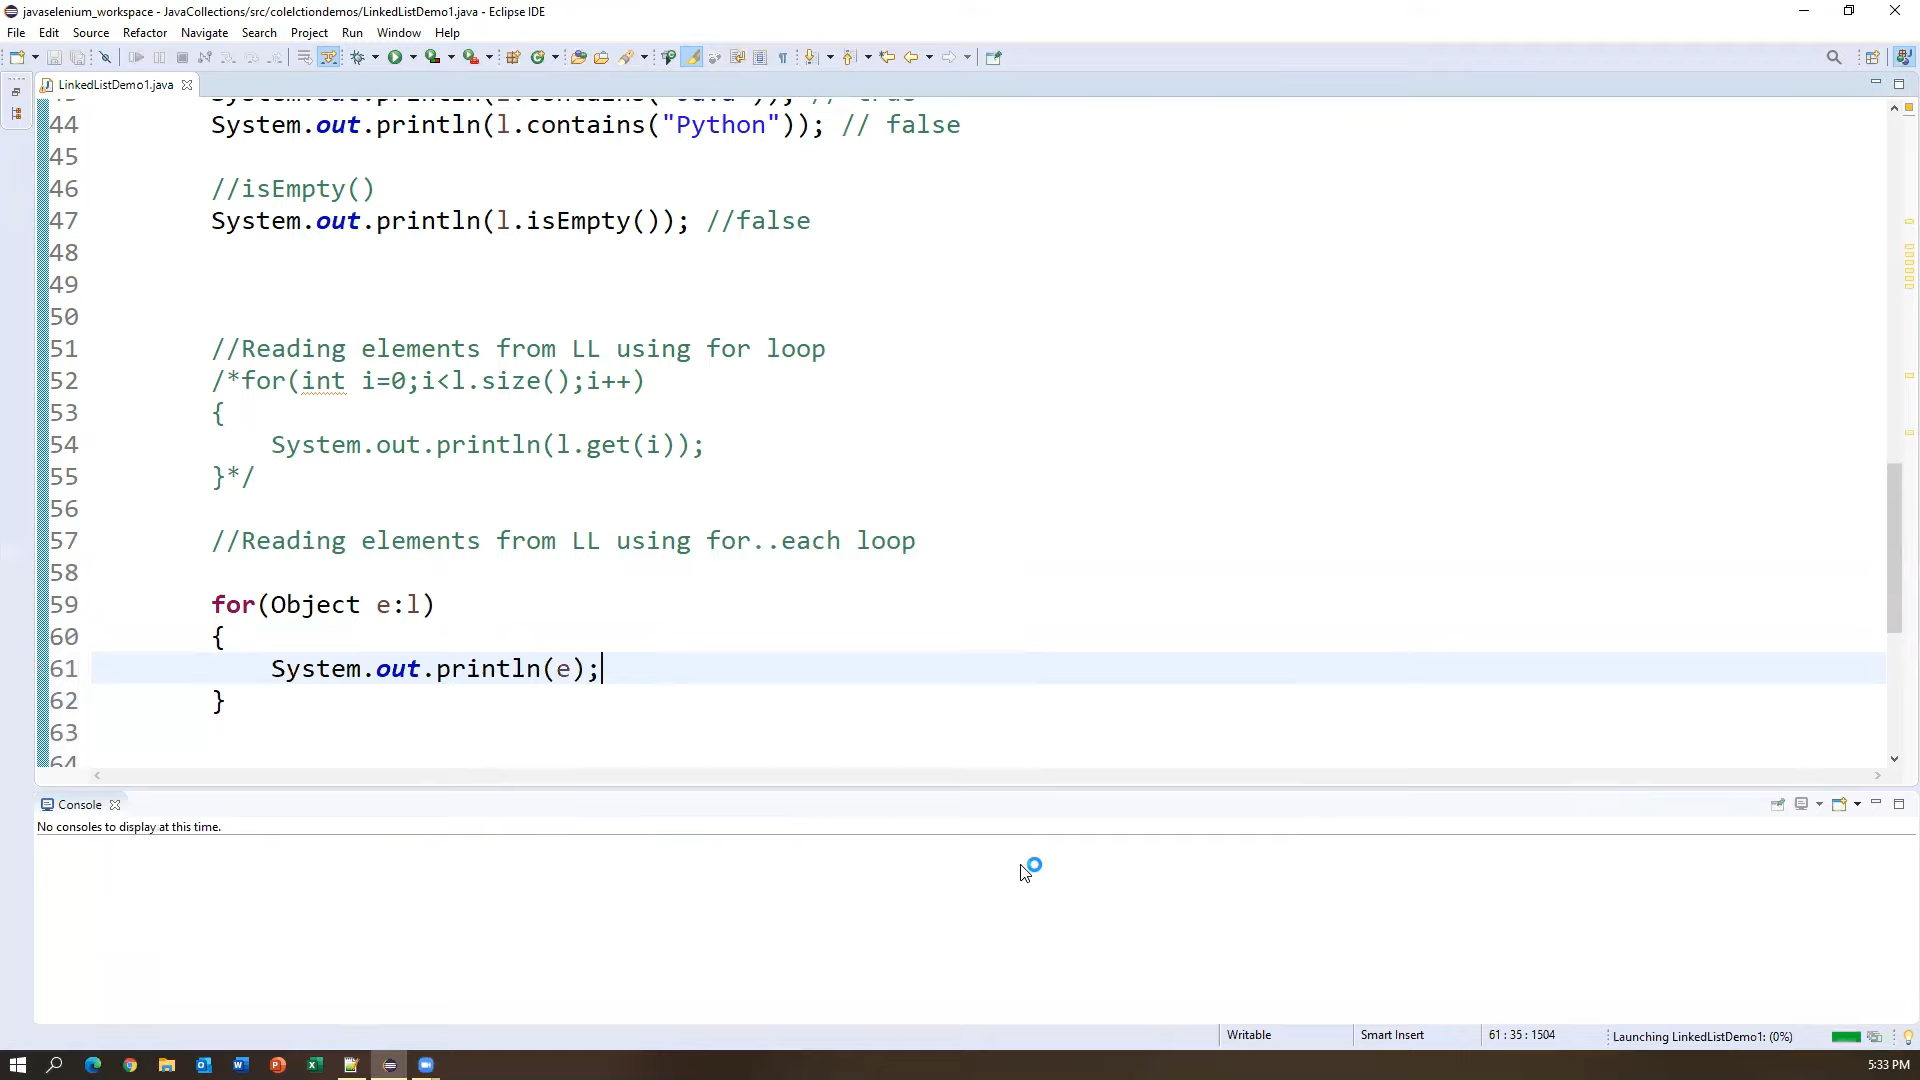 javaselenium_workspace - JavaCollections/src/colelctiondemos/LinkedListDemo1.java - Eclipse IDE
File Edit Source Refactor Navigate Search Project Run Window Help
LinkedListDemo1.java
44 System.out.println(l.contains("Python")); // false
45
46 //isEmpty()
47 System.out.println(l.isEmpty()); //false
48
49
50
51 //Reading elements from LL using for loop
52 /*for(int i=0;i<l.size();i++)
53 {
54 System.out.println(l.get(i));
55 }*/
56
57 //Reading elements from LL using for..each loop
58
59 for(Object e:l)
60 {
61 System.out.println(e);
62 }
63
64
Console
No consoles to display at this time.
Writable Smart Insert 61 : 35 : 1504 Launching LinkedListDemo1: (0%)
5:33 PM